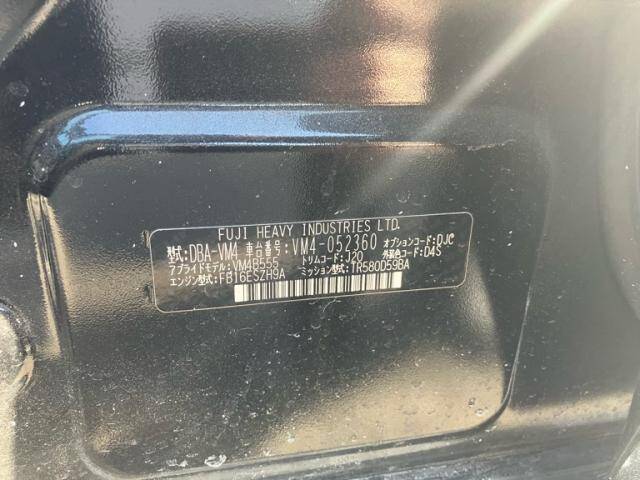 FUJI HEAVY INDUSTRIES LTD.
型式:DBA-VM4 車台番号:VM4-052360 オプションコード:DJC
アプライドモデル:VM4B555 トリムコード:J20 外装色コード:D4S
エンジン型式:FB16ESZH9A ミッション型式:TR580D59BA